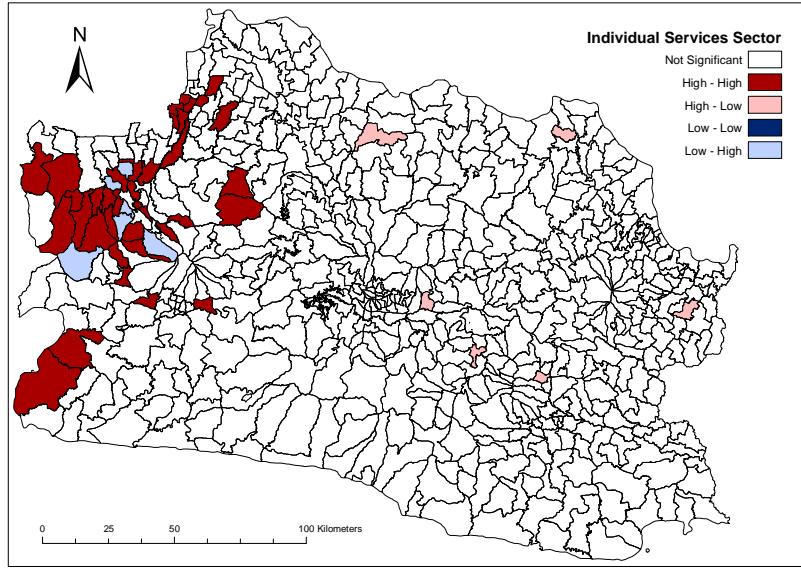 N
Individual Services Sector
Not Significant
High - High
High - Low
Low - Low
Low - High
0 25 50 100 Kilometers